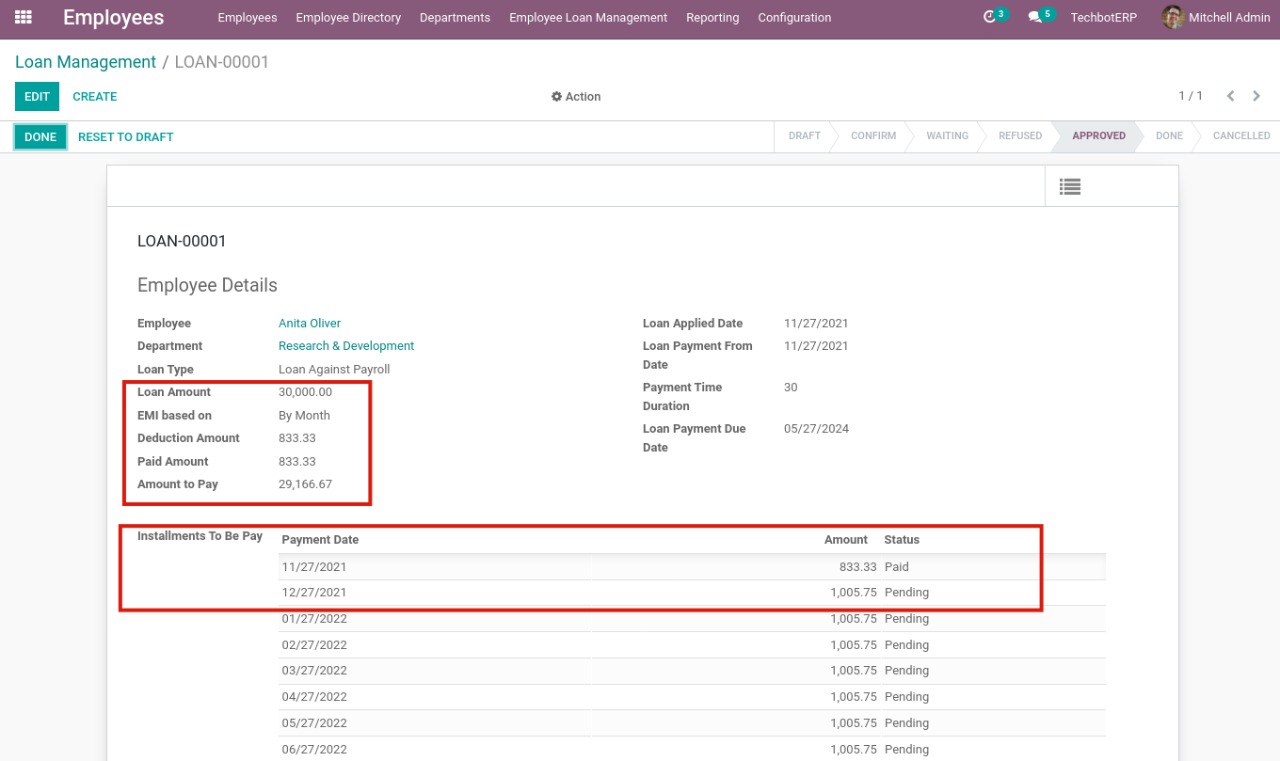 Employees Employees Employee Directory Departments Employee Loan Management Reporting Configuration 3 5 TechbotERP Mitchell Admin
Loan Management / LOAN-00001
EDIT CREATE Action 1 / 1
DONE RESET TO DRAFT DRAFT CONFIRM WAITING REFUSED APPROVED DONE CANCELLED
LOAN-00001
Employee Details
Employee Anita Oliver
Department Research & Development
Loan Type Loan Against Payroll
Loan Amount 30,000.00
EMI based on By Month
Deduction Amount 833.33
Paid Amount 833.33
Amount to Pay 29,166.67
Loan Applied Date 11/27/2021
Loan Payment From 11/27/2021
Date
Payment Time 30
Duration
Loan Payment Due 05/27/2024
Date
Installments To Be Pay Payment Date Amount Status
11/27/2021 833.33 Paid
12/27/2021 1,005.75 Pending
01/27/2022 1,005.75 Pending
02/27/2022 1,005.75 Pending
03/27/2022 1,005.75 Pending
04/27/2022 1,005.75 Pending
05/27/2022 1,005.75 Pending
06/27/2022 1,005.75 Pending